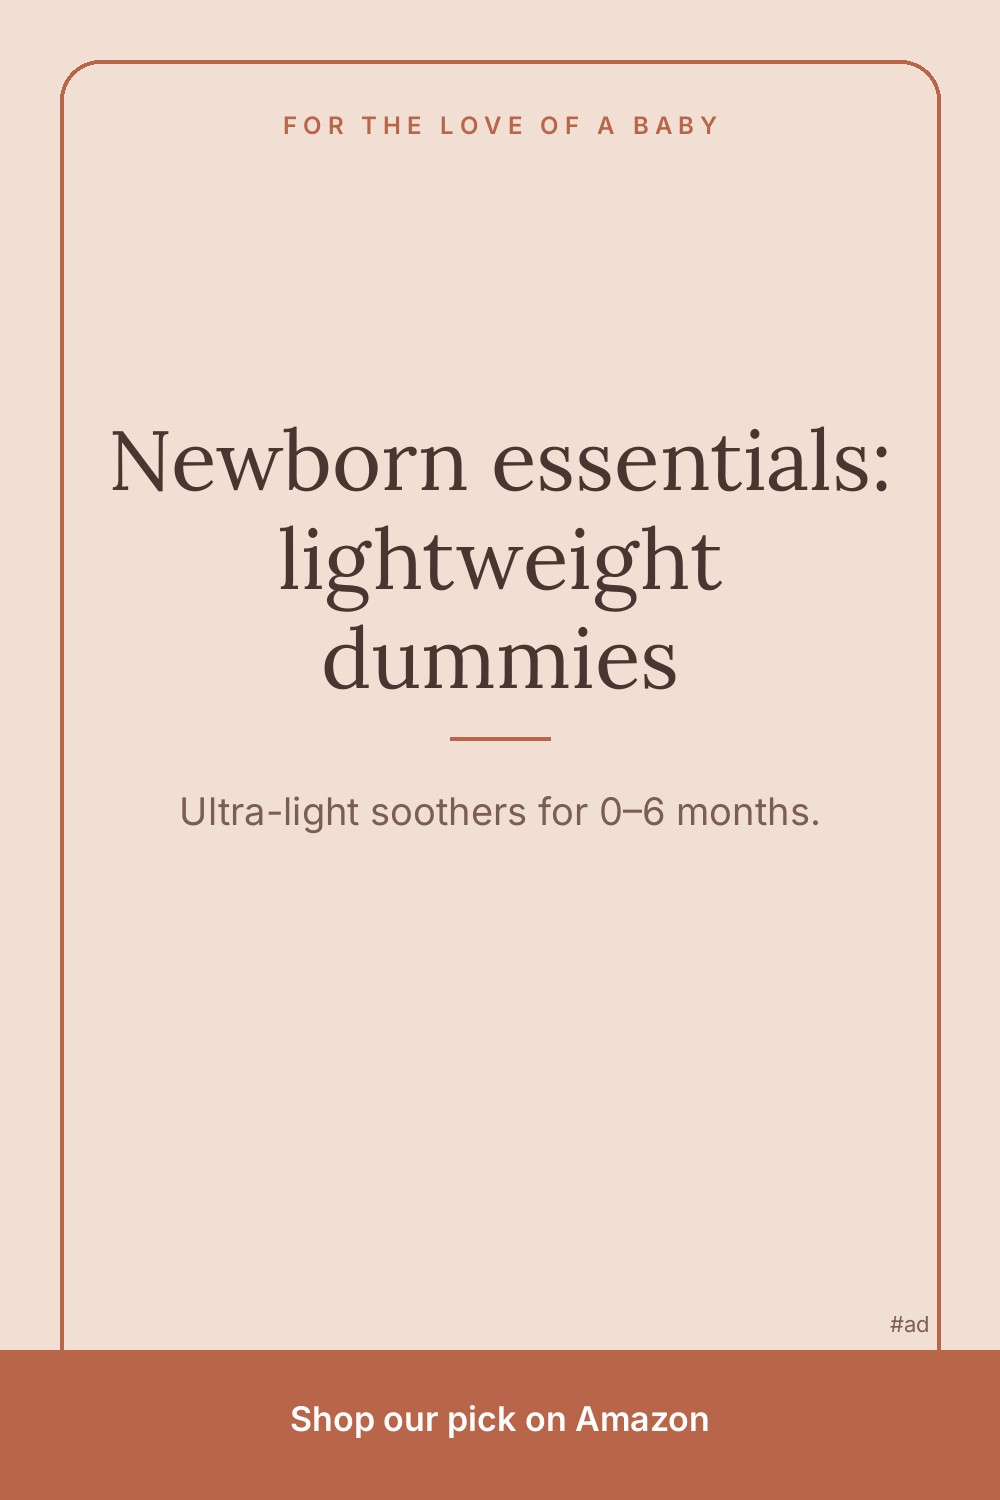 FOR THE LOVE OF A BABY
Newborn essentials:
lightweight
dummies
Ultra-light soothers for 0–6 months.
#ad
Shop our pick on Amazon